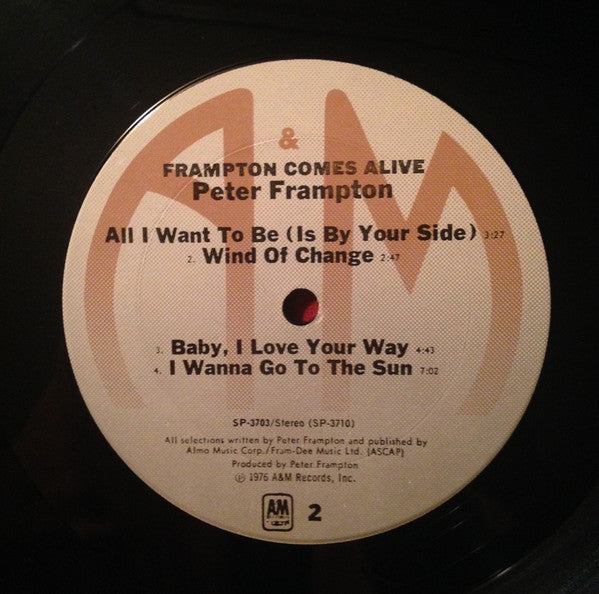 &
FRAMPTON COMES ALIVE
Peter Frampton
All I Want To Be (Is By Your Side) 3:27
2. Wind Of Change 2:47
3. Baby, I Love Your Way 4:43
4. I Wanna Go To The Sun 7:02
SP-3703/Stereo (SP-3710)
All selections written by Peter Frampton and published by
Almo Music Corp./Fram-Dee Music Ltd. (ASCAP)
Produced by Peter Frampton
℗ 1976 A&M Records, Inc.
A&M
2